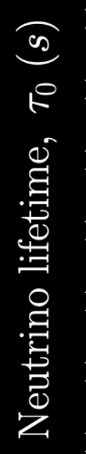 Neutrino lifetime, τ₀ (s)